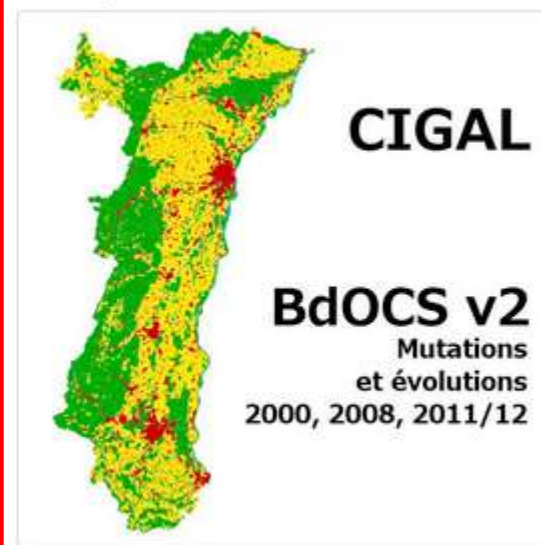 CIGAL
BdOCS v2
Mutations
et évolutions
2000, 2008, 2011/12